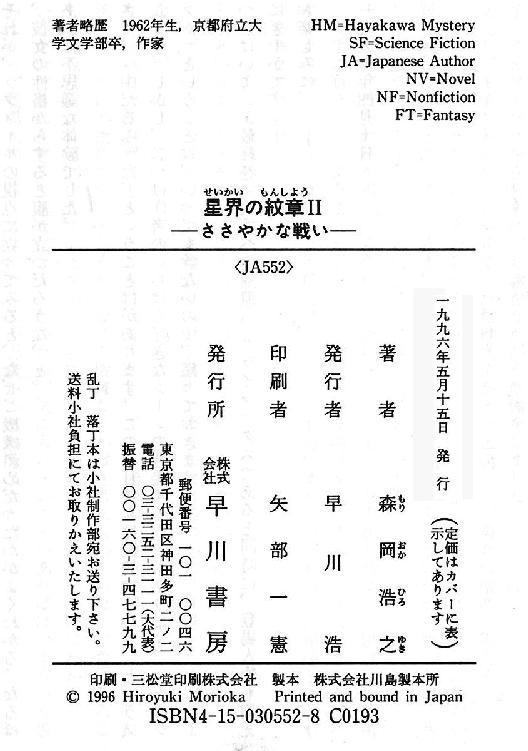 著者略歴 1962年生，京都府立大
学文学部卒，作家
HM=Hayakawa Mystery
SF=Science Fiction
JA=Japanese Author
NV=Novel
NF=Nonfiction
FT=Fantasy
せいかい もんしょう
星界の紋章II
―ささやかな戦い―
〈JA552〉
一九九六年五月十五日 発行
（定価はカバーに表
示してあります）
著者 森岡浩之
もり おか ひろ ゆき
発行者 早川浩
印刷者 矢部一憲
発行所 株式会社 早川書房
郵便番号 一〇一 〇〇四六
東京都千代田区神田多町二ノ二
電話 〇三-三二五二-三一一一（大代表）
振替 〇〇一六〇-三-四七七九九
乱丁 落丁本は小社制作部宛お送り下さい。
送料小社負担にてお取りかえいたします。
印刷・三松堂印刷株式会社 製本 株式会社川島製本所
© 1996 Hiroyuki Morioka Printed and bound in Japan
ISBN4-15-030552-8 C0193